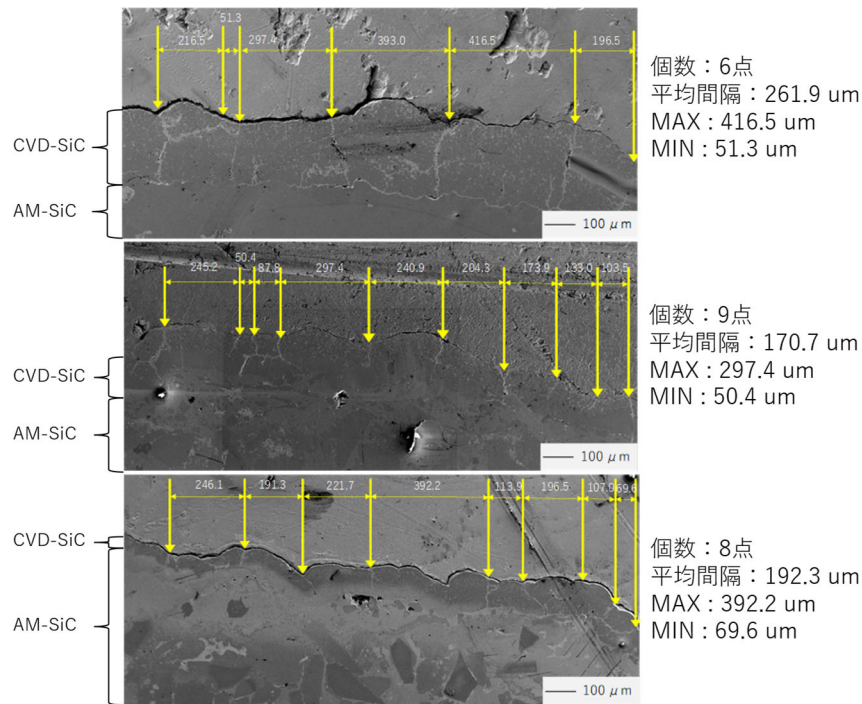 51.3
216.5 297.4 393.0 416.5 196.5
CVD-SiC
AM-SiC
100 μm
個数：6点
平均間隔：261.9 um
MAX : 416.5 um
MIN : 51.3 um
50.4
245.2 87.8 297.4 240.9 204.3 173.9 133.0 103.5
CVD-SiC
AM-SiC
100 μm
個数：9点
平均間隔：170.7 um
MAX : 297.4 um
MIN : 50.4 um
246.1 191.3 221.7 392.2 113.9 196.5 107.9 69.6
CVD-SiC
AM-SiC
100 μm
個数：8点
平均間隔：192.3 um
MAX : 392.2 um
MIN : 69.6 um